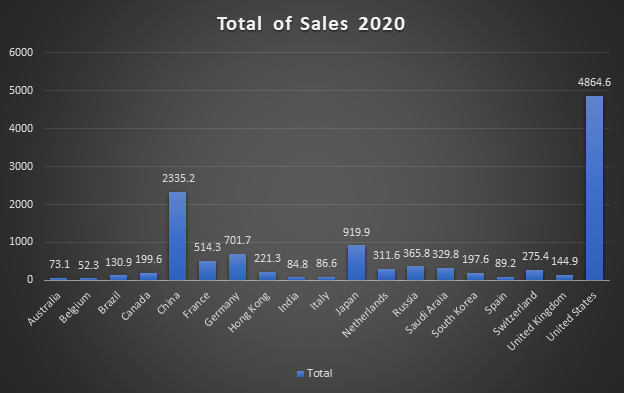 Total of Sales 2020
6000
5000
4000
3000
2000
1000
0
73.1
52.3
130.9
199.6
2335.2
514.3
701.7
221.3
84.8
86.6
919.9
311.6
365.8
329.8
197.6
89.2
275.4
144.9
4864.6
Australia
Belgium
Brazil
Canada
China
France
Germany
Hong Kong
India
Italy
Japan
Netherlands
Russia
Saudi Araia
South Korea
Spain
Switzerland
United Kingdom
United States
Total